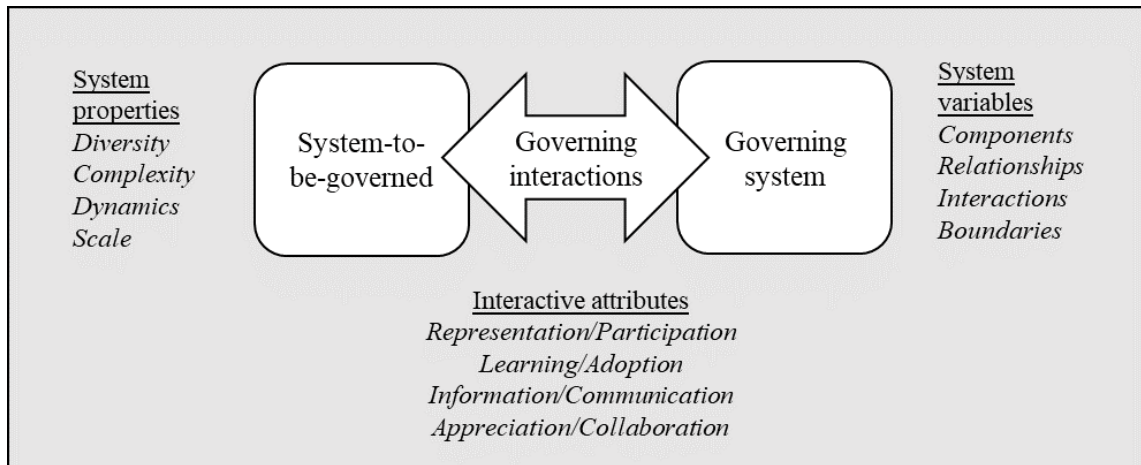 System
properties
Diversity
Complexity
Dynamics
Scale
System-to-
be-governed
Governing
interactions
Governing
system
System
variables
Components
Relationships
Interactions
Boundaries
Interactive attributes
Representation/Participation
Learning/Adoption
Information/Communication
Appreciation/Collaboration